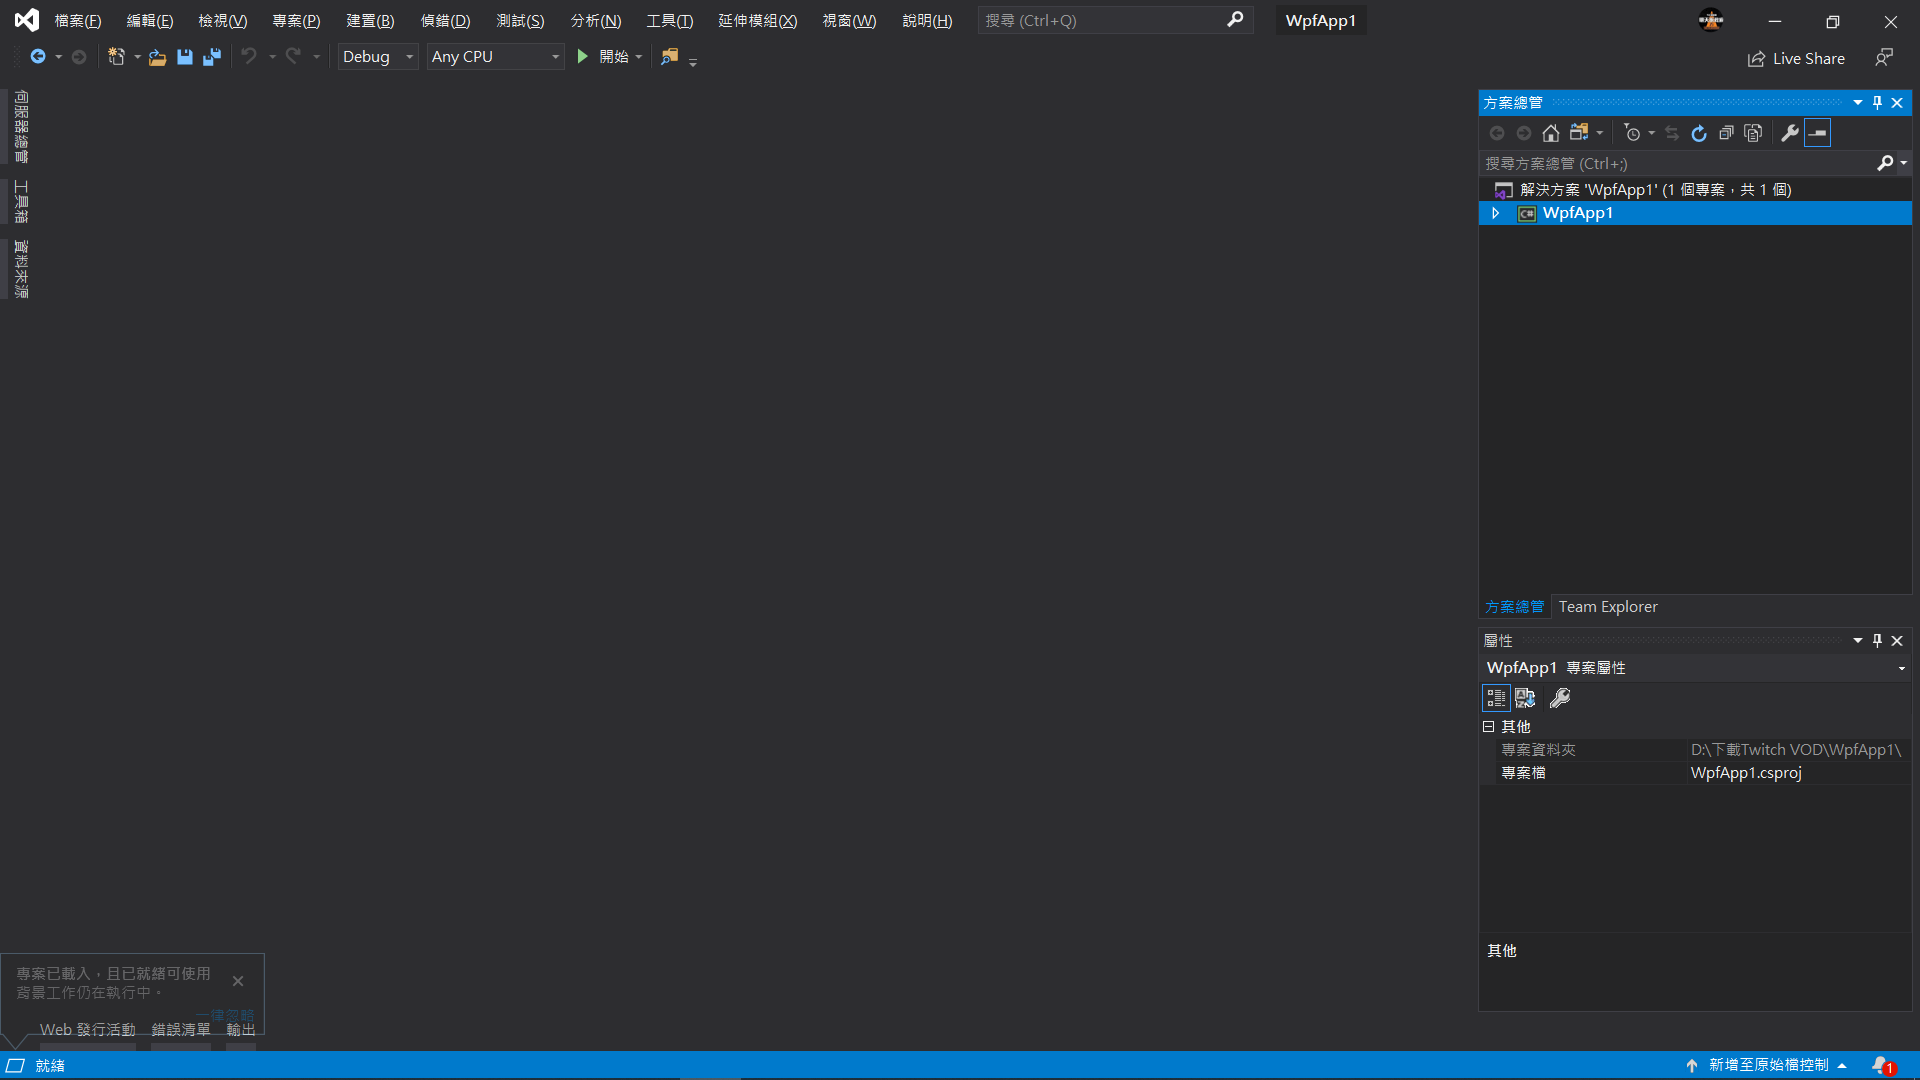 檔案(F) 編輯(E) 檢視(V) 專案(P) 建置(B) 偵錯(D) 測試(S) 分析(N) 工具(T) 延伸模組(X) 視窗(W) 說明(H) 搜尋 (Ctrl+Q) WpfApp1
Debug Any CPU 開始 Live Share
伺服器總管
工具箱
資料來源
方案總管
搜尋方案總管 (Ctrl+;)
解決方案 'WpfApp1' (1 個專案，共 1 個)
C# WpfApp1
方案總管 Team Explorer
屬性
WpfApp1 專案屬性
其他
專案資料夾 D:\下載Twitch VOD\WpfApp1\
專案檔 WpfApp1.csproj
其他
專案已載入，且已就緒可使用
背景工作仍在執行中。
一律忽略
Web 發行活動 錯誤清單 輸出
就緒 新增至原始檔控制 1